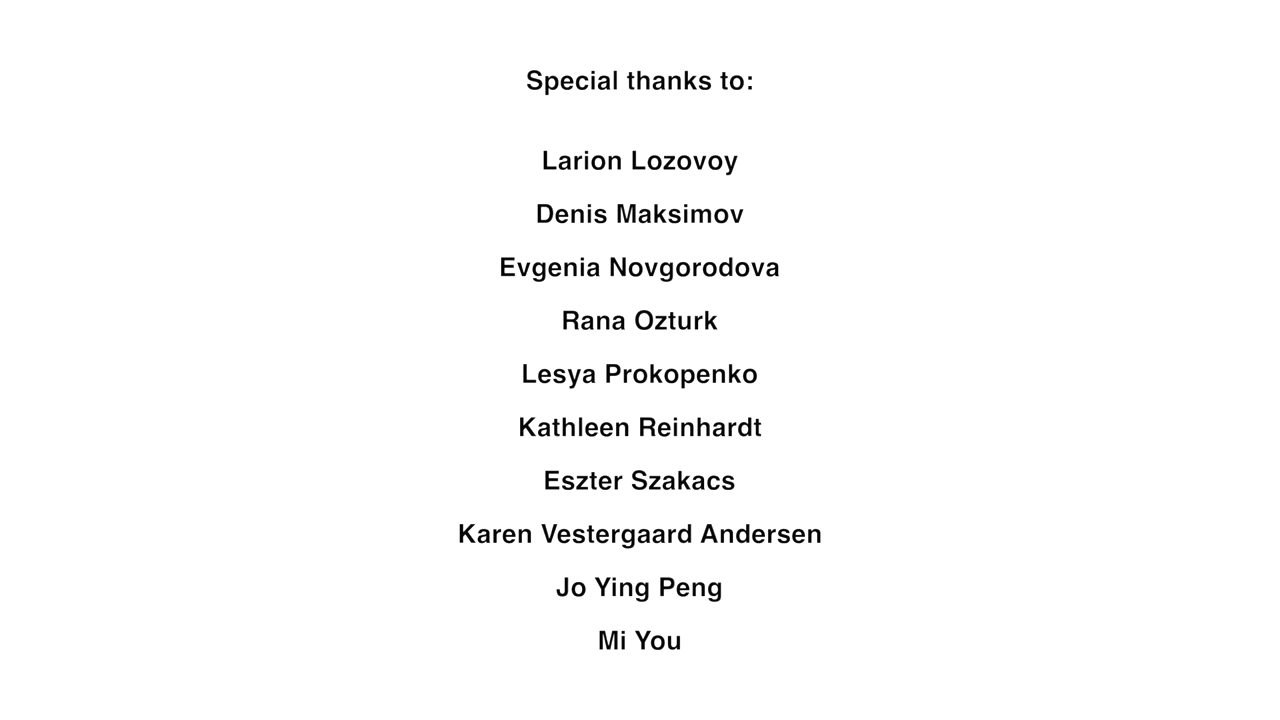 Special thanks to:
Larion Lozovoy
Denis Maksimov
Evgenia Novgorodova
Rana Ozturk
Lesya Prokopenko
Kathleen Reinhardt
Eszter Szakacs
Karen Vestergaard Andersen
Jo Ying Peng
Mi You